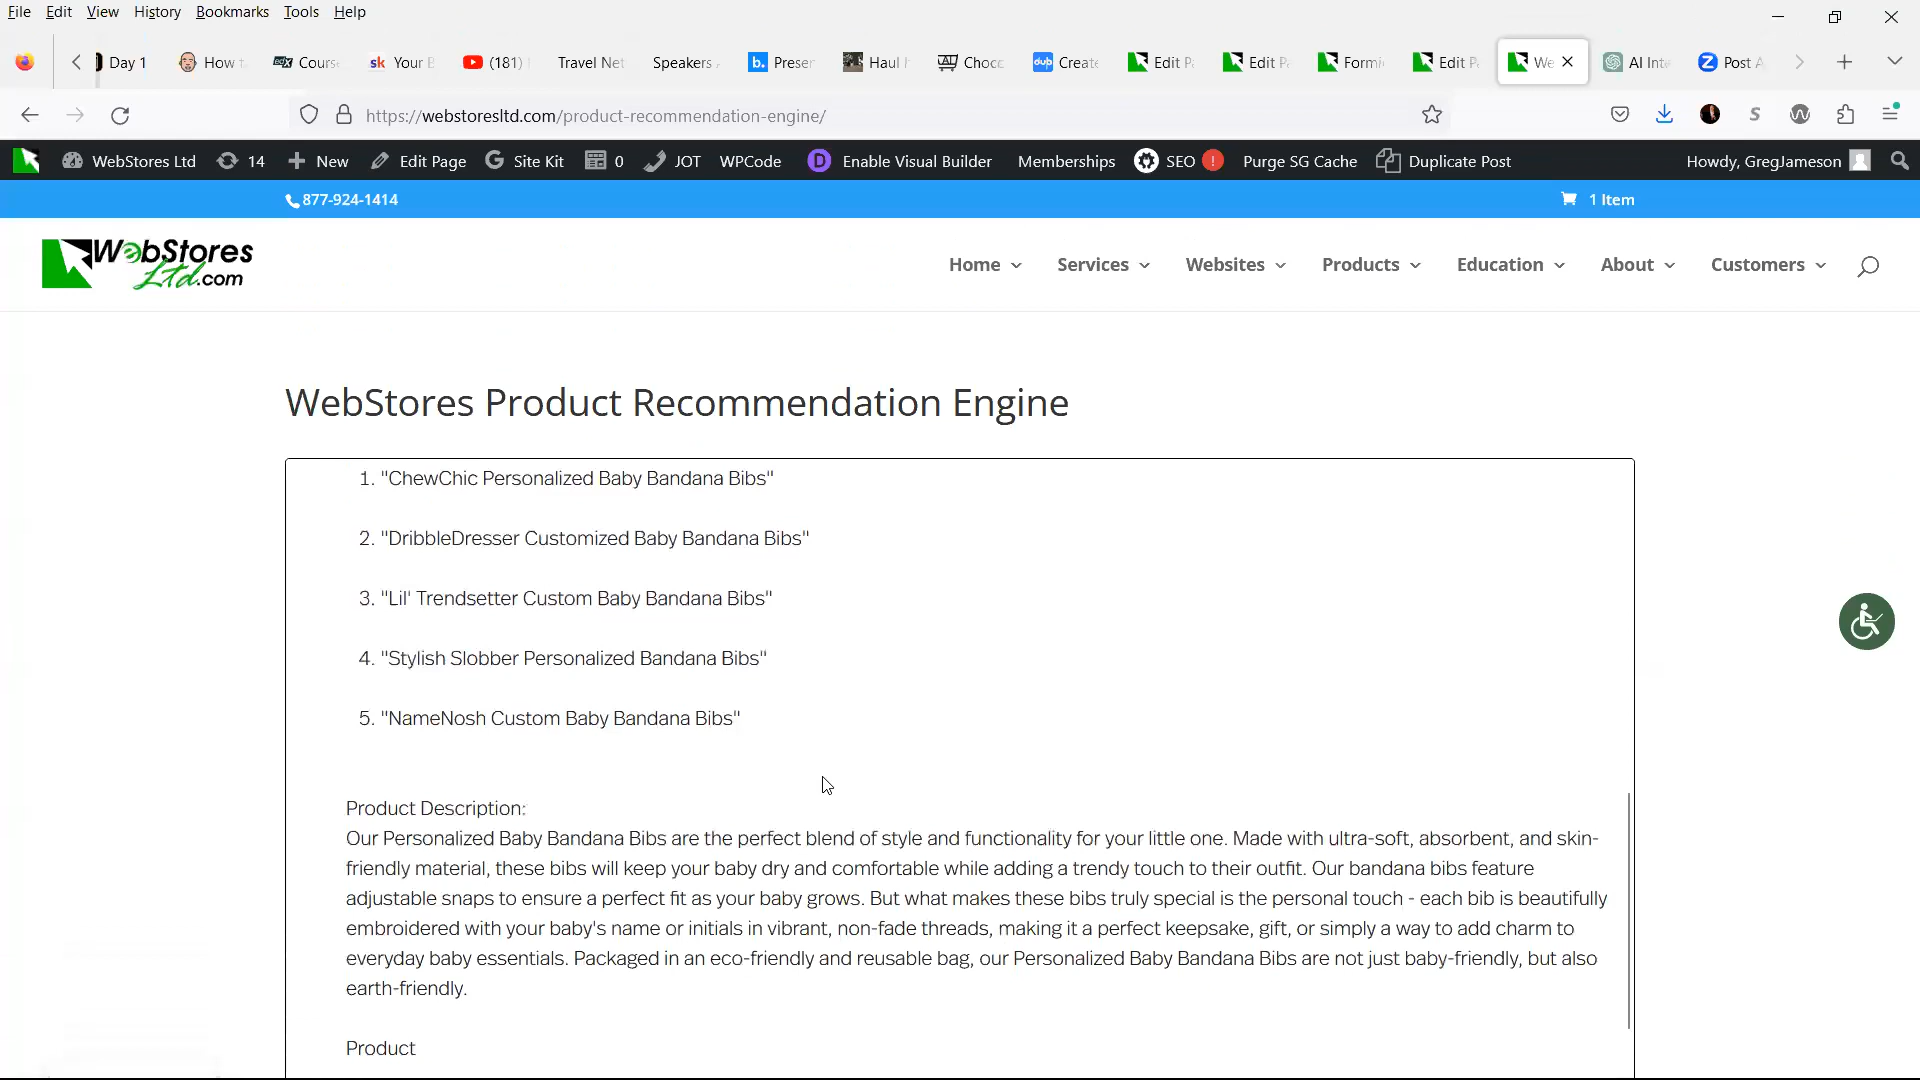 File Edit View History Bookmarks Tools Help
Day 1 How t Cours sk Your B (181) Travel Net Speakers b. Preser Haul Chocc dub Create Edit P Edit P Formi Edit P We AI Inte Z Post A
https://webstoresltd.com/product-recommendation-engine/
WebStores Ltd 14 New Edit Page Site Kit 0 JOT WPCode D Enable Visual Builder Memberships SEO ! Purge SG Cache Duplicate Post Howdy, GregJameson
877-924-1414 1 Item
WebStores
Ltd.com
Home Services Websites Products Education About Customers
WebStores Product Recommendation Engine
1. "ChewChic Personalized Baby Bandana Bibs"
2. "DribbleDresser Customized Baby Bandana Bibs"
3. "Lil' Trendsetter Custom Baby Bandana Bibs"
4. "Stylish Slobber Personalized Bandana Bibs"
5. "NameNosh Custom Baby Bandana Bibs"
Product Description:
Our Personalized Baby Bandana Bibs are the perfect blend of style and functionality for your little one. Made with ultra-soft, absorbent, and skin-
friendly material, these bibs will keep your baby dry and comfortable while adding a trendy touch to their outfit. Our bandana bibs feature
adjustable snaps to ensure a perfect fit as your baby grows. But what makes these bibs truly special is the personal touch - each bib is beautifully
embroidered with your baby's name or initials in vibrant, non-fade threads, making it a perfect keepsake, gift, or simply a way to add charm to
everyday baby essentials. Packaged in an eco-friendly and reusable bag, our Personalized Baby Bandana Bibs are not just baby-friendly, but also
earth-friendly.
Product